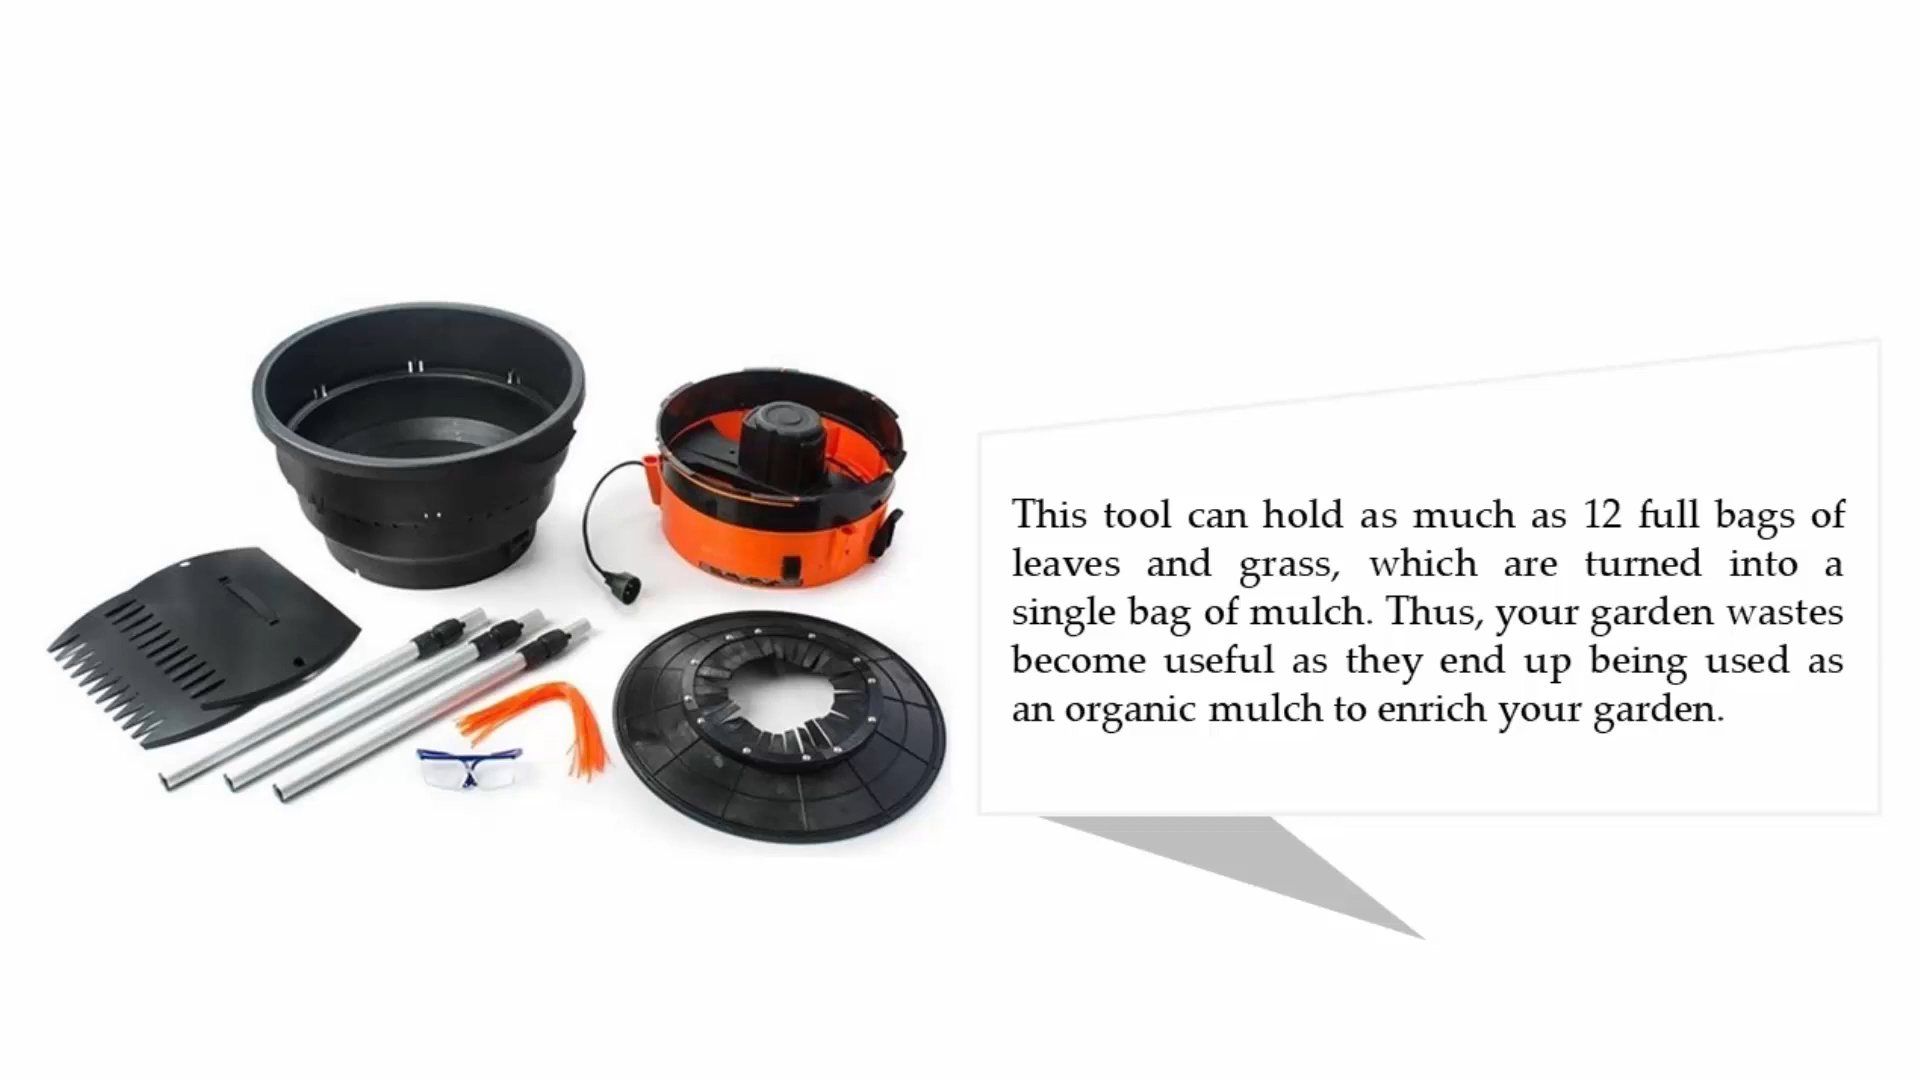 This tool can hold as much as 12 full bags of
leaves and grass, which are turned into a
single bag of mulch. Thus, your garden wastes
become useful as they end up being used as
an organic mulch to enrich your garden.